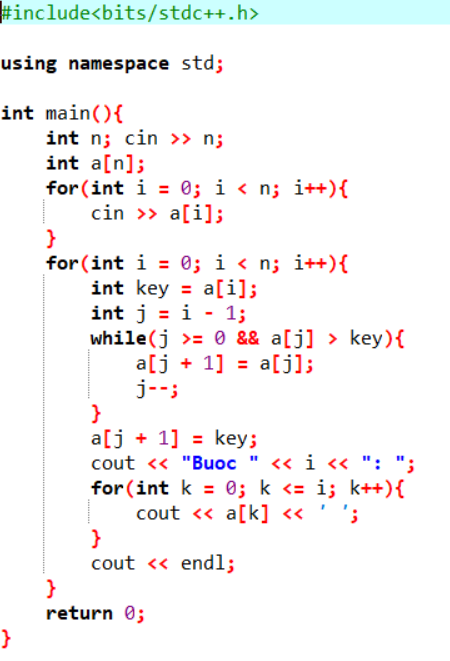 #include<bits/stdc++.h>

using namespace std;

int main(){
    int n; cin >> n;
    int a[n];
    for(int i = 0; i < n; i++){
        cin >> a[i];
    }
    for(int i = 0; i < n; i++){
        int key = a[i];
        int j = i - 1;
        while(j >= 0 && a[j] > key){
            a[j + 1] = a[j];
            j--;
        }
        a[j + 1] = key;
        cout << "Buoc " << i << ": ";
        for(int k = 0; k <= i; k++){
            cout << a[k] << ' ';
        }
        cout << endl;
    }
    return 0;
}